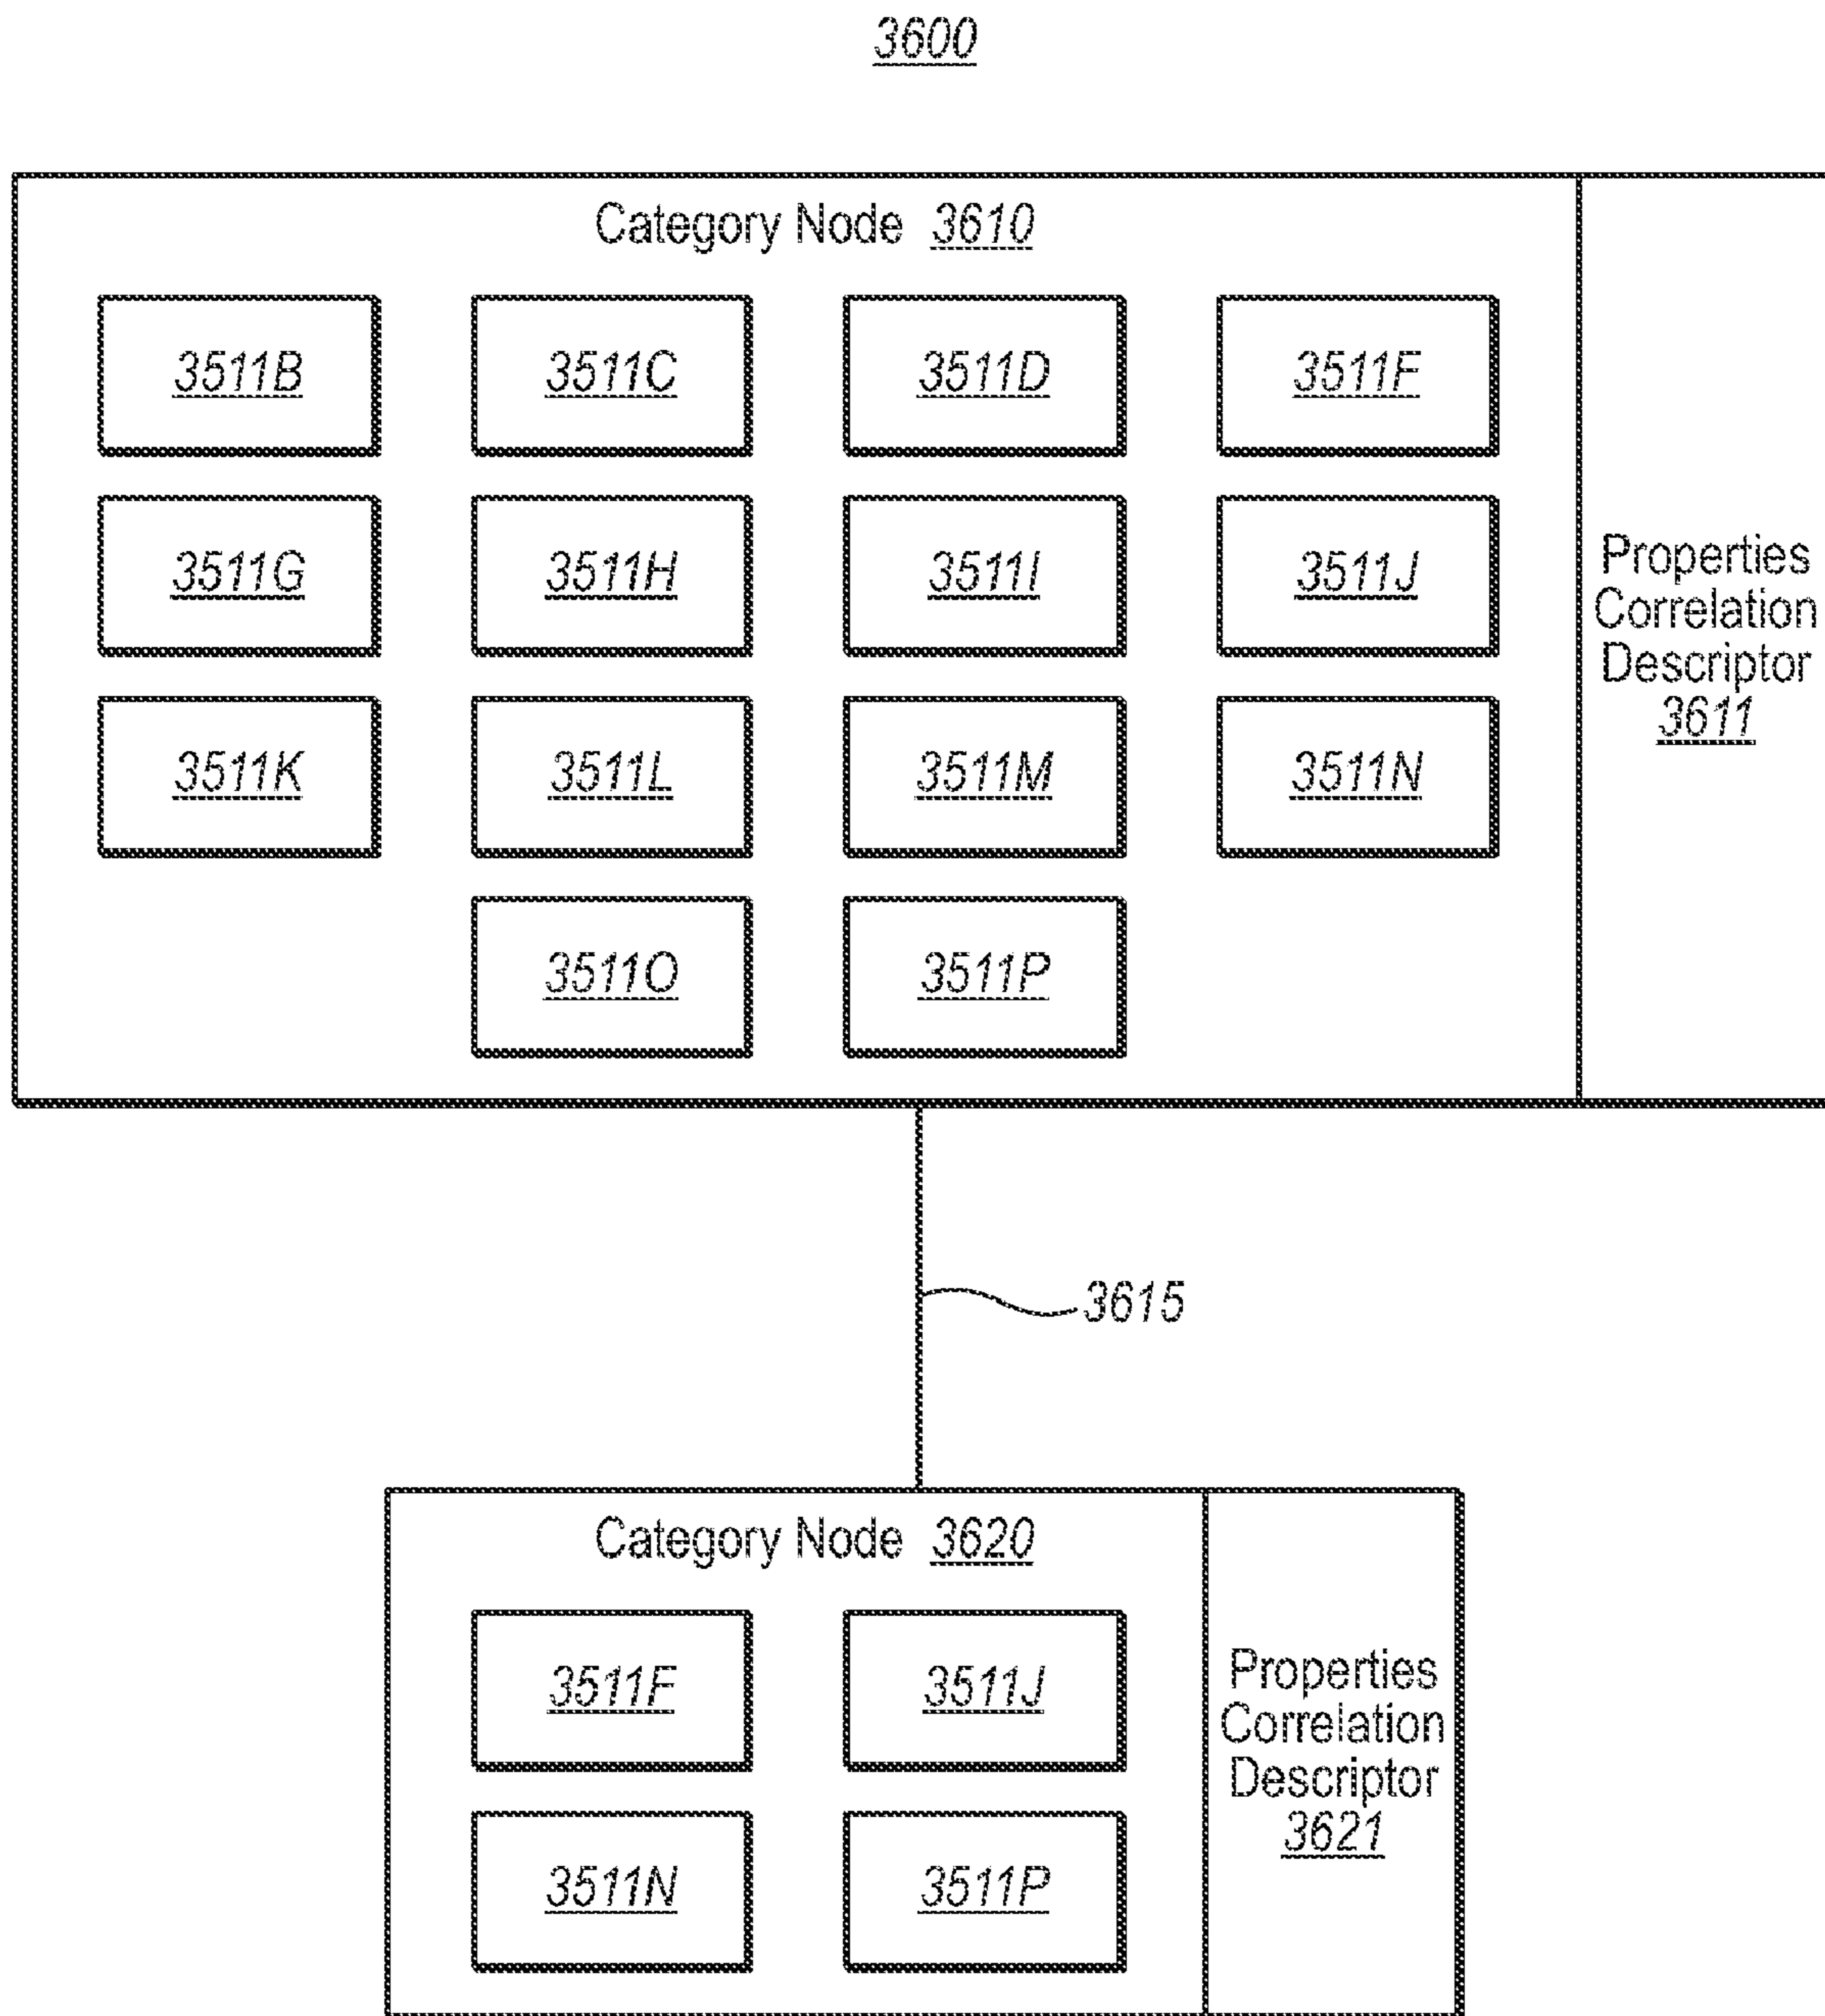 3600
Category Node 3610
3511B 3511C 3511D 3511F
3511G 3511H 3511I 3511J
3511K 3511L 3511M 3511N
3511O 3511P
Properties
Correlation
Descriptor
3611
3615
Category Node 3620
3511F 3511J
3511N 3511P
Properties
Correlation
Descriptor
3621